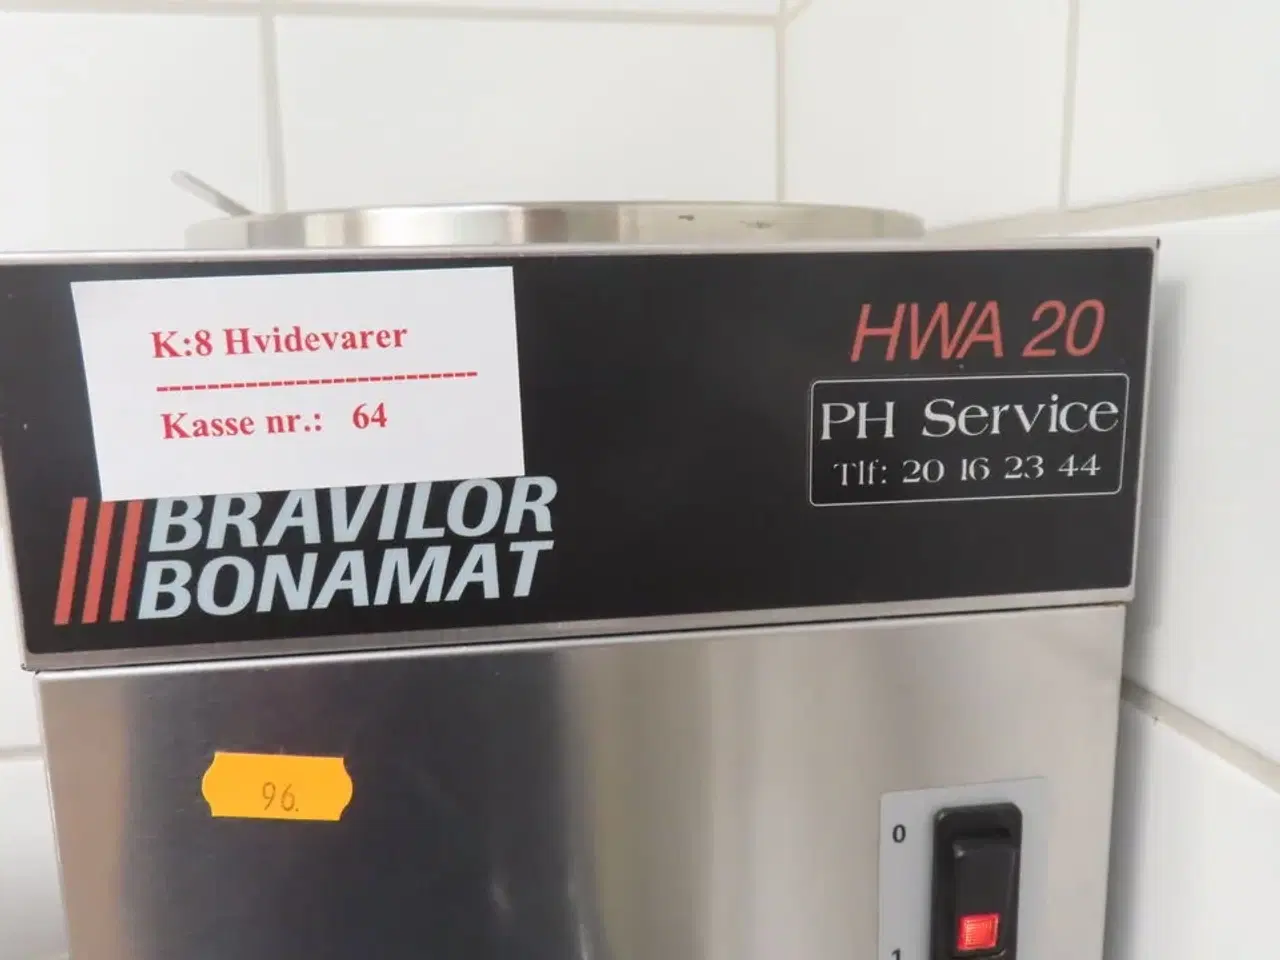 K:8 Hvidevarer
--------------------------
Kasse nr.: 64
BRAVILOR
BONAMAT
HWA 20
PH Service
Tlf: 20 16 23 44
96.
0
1